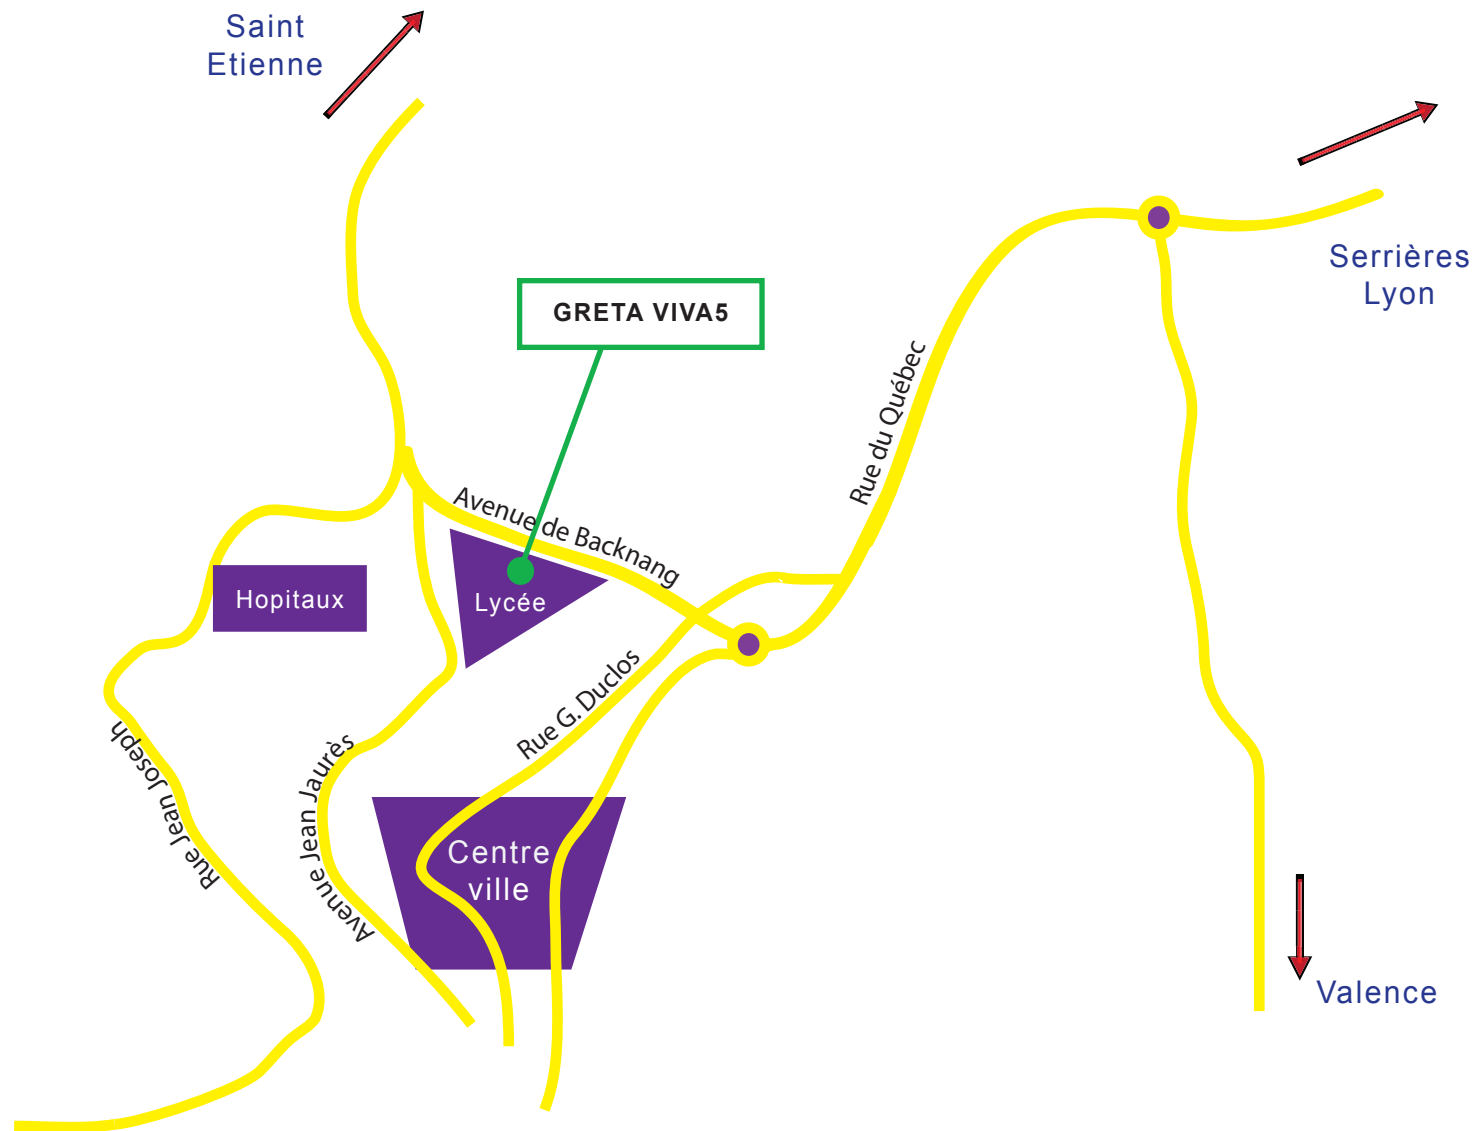 Saint
Etienne
Serrières
Lyon
GRETA VIVA5
Rue du Québec
Avenue de Backnang
Hopitaux
Lycée
Rue G. Duclos
Rue Jean Joseph
Avenue Jean Jaurès
Centre
ville
Valence